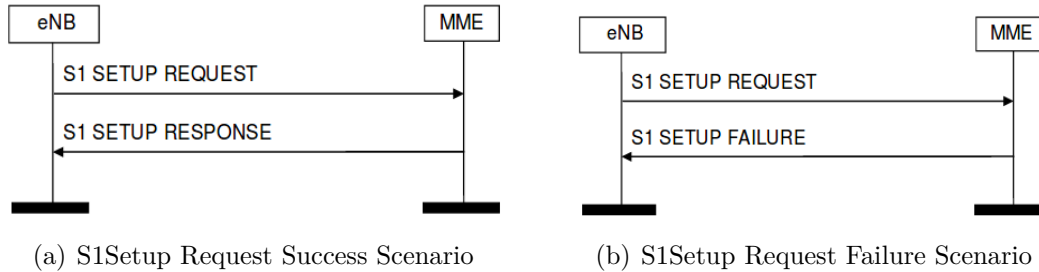 eNB
MME
S1 SETUP REQUEST
S1 SETUP RESPONSE
(a) S1Setup Request Success Scenario
eNB
MME
S1 SETUP REQUEST
S1 SETUP FAILURE
(b) S1Setup Request Failure Scenario